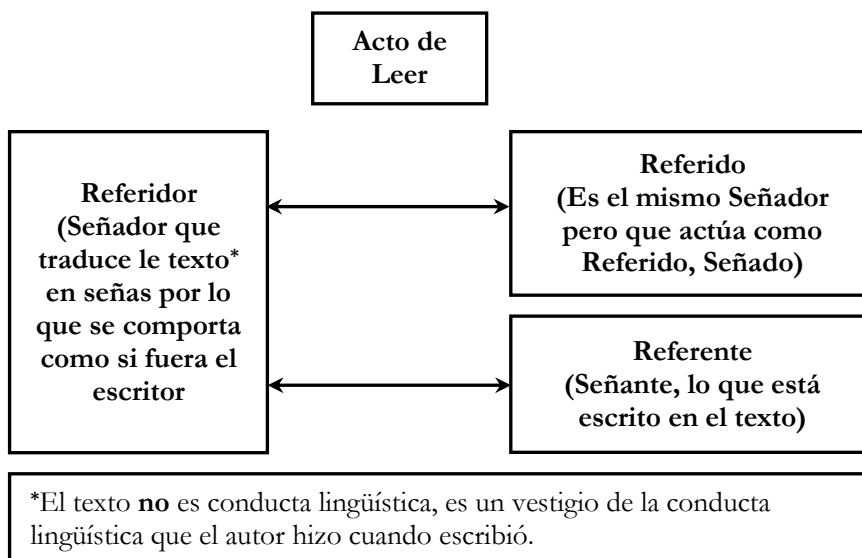 Acto de
Leer
Referidor
(Señador que
traduce le texto*
en señas por lo
que se comporta
como si fuera el
escritor
Referido
(Es el mismo Señador
pero que actúa como
Referido, Señado)
Referente
(Señante, lo que está
escrito en el texto)
*El texto no es conducta lingüística, es un vestigio de la conducta
lingüística que el autor hizo cuando escribió.